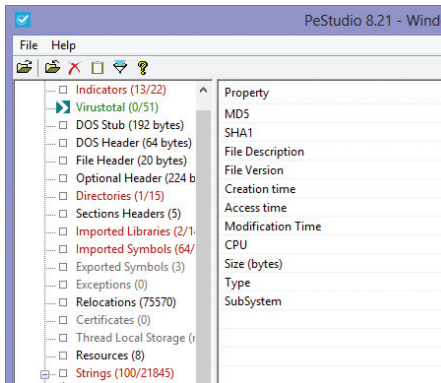 PeStudio 8.21 - Wind
File Help
Indicators (13/22)
Virustotal (0/51)
DOS Stub (192 bytes)
DOS Header (64 bytes)
File Header (20 bytes)
Optional Header (224 b
Directories (1/15)
Sections Headers (5)
Imported Libraries (2/1
Imported Symbols (64/
Exported Symbols (3)
Exceptions (0)
Relocations (75570)
Certificates (0)
Thread Local Storage (
Resources (8)
Strings (100/21845)
Property
MD5
SHA1
File Description
File Version
Creation time
Access time
Modification Time
CPU
Size (bytes)
Type
SubSystem